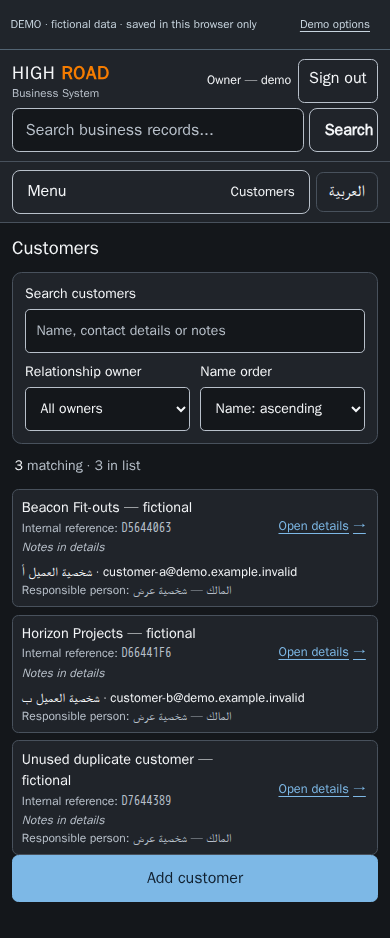 DEMO · fictional data · saved in this browser only
Demo options
HIGH ROAD
Business System
Owner — demo
Sign out
Search business records...
Search
Menu
Customers
العربية
Customers
Search customers
Name, contact details or notes
Relationship owner
Name order
All owners
Name: ascending
3 matching · 3 in list
Beacon Fit-outs — fictional
Internal reference: D5644063
Open details →
Notes in details
شخصية العميل أ · customer-a@demo.example.invalid
Responsible person: المالك — شخصية عرض
Horizon Projects — fictional
Internal reference: D66441F6
Open details →
Notes in details
شخصية العميل ب · customer-b@demo.example.invalid
Responsible person: المالك — شخصية عرض
Unused duplicate customer —
fictional
Internal reference: D7644389
Open details →
Notes in details
Responsible person: المالك — شخصية عرض
Add customer